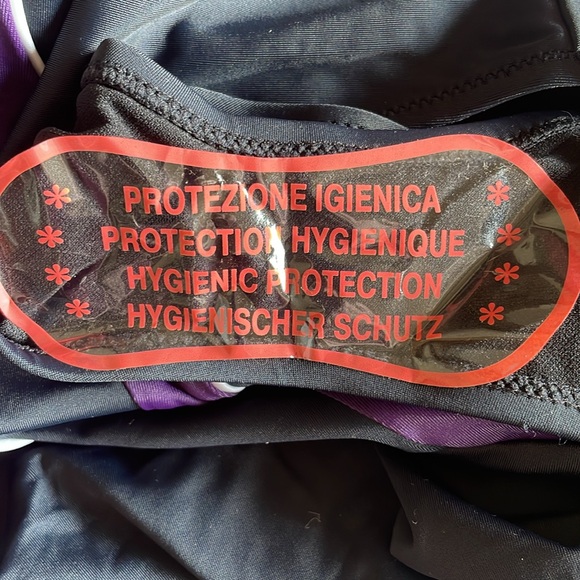 * PROTEZIONE IGIENICA *
* PROTECTION HYGIENIQUE *
* HYGIENIC PROTECTION *
* HYGIENISCHER SCHUTZ *